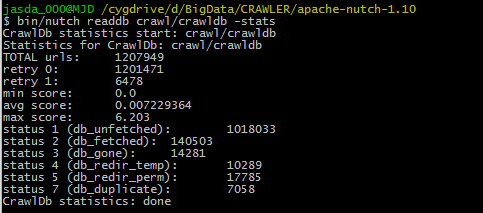 jasda_000@MJD /cygdrive/d/BigData/CRAWLER/apache-nutch-1.10
$ bin/nutch readdb crawl/crawldb -stats
CrawlDb statistics start: crawl/crawldb
Statistics for CrawlDb: crawl/crawldb
TOTAL urls: 1207949
retry 0: 1201471
retry 1: 6478
min score: 0.0
avg score: 0.007229364
max score: 6.203
status 1 (db_unfetched): 1018033
status 2 (db_fetched): 140503
status 3 (db_gone): 14281
status 4 (db_redir_temp): 10289
status 5 (db_redir_perm): 17785
status 7 (db_duplicate): 7058
CrawlDb statistics: done